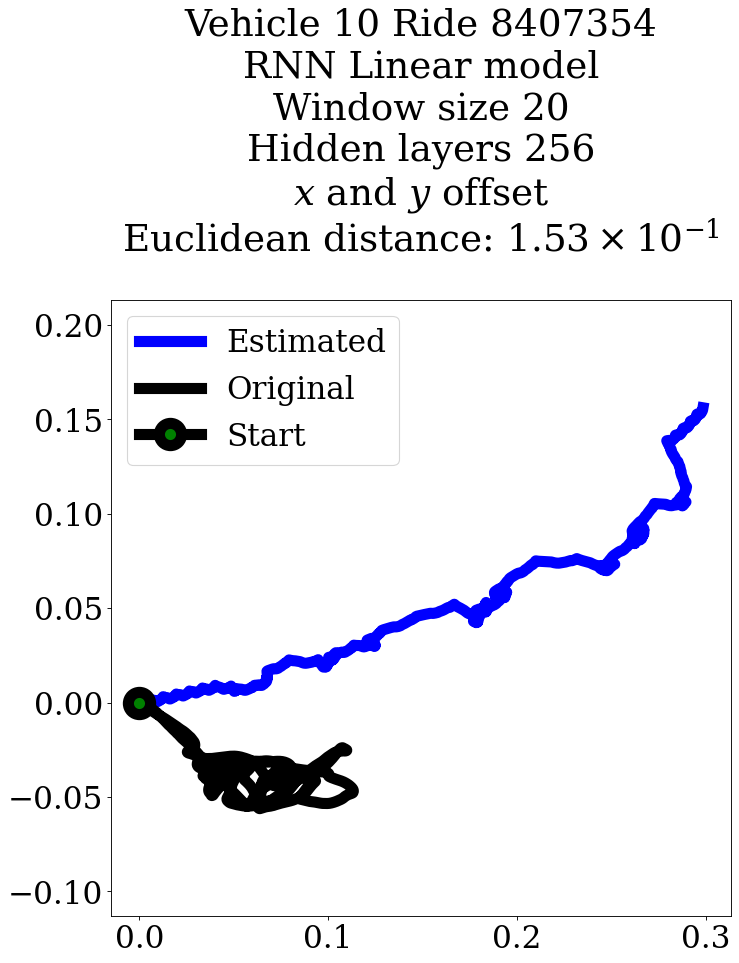 Vehicle 10 Ride 8407354
RNN Linear model
Window size 20
Hidden layers 256
x and y offset
Euclidean distance: 1.53 × 10⁻¹
Estimated
Original
Start
0.20
0.15
0.10
0.05
0.00
−0.05
−0.10
0.0 0.1 0.2 0.3